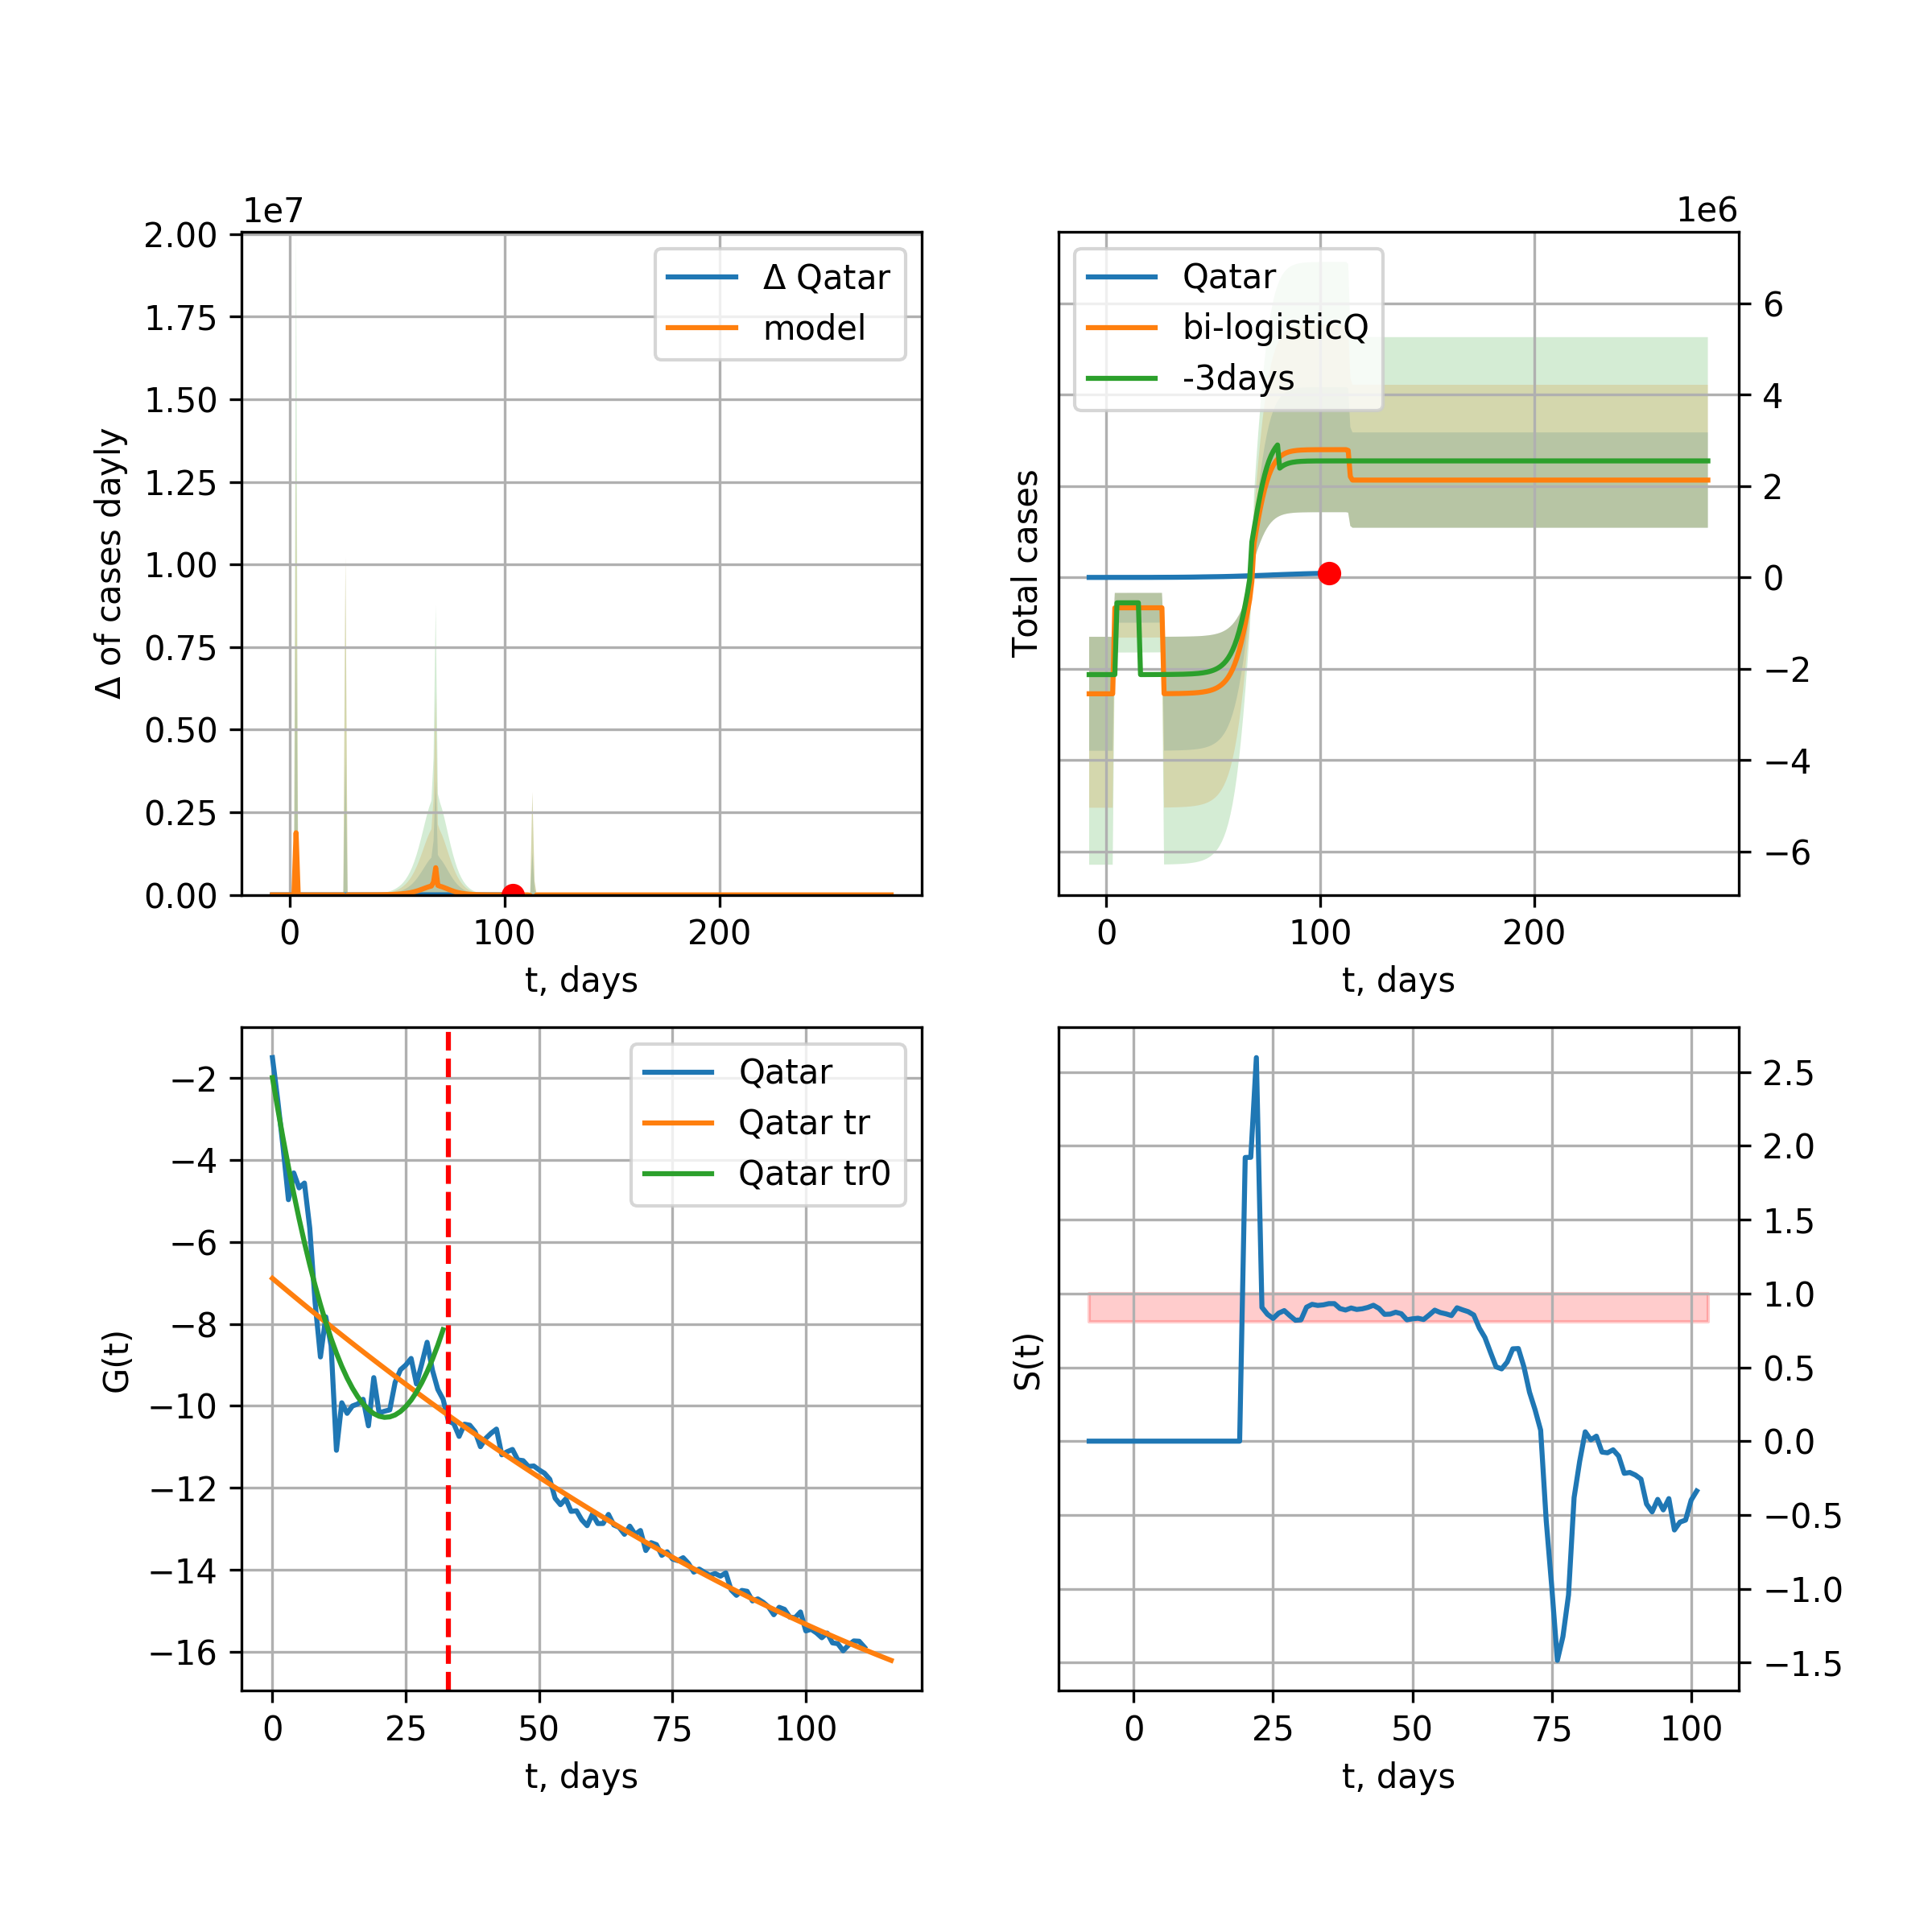 1e7
2.00
1.75
1.50
1.25
1.00
0.75
0.50
0.25
0.00
Δ of cases dayly
Δ Qatar
model
0 100 200
t, days
1e6
Qatar
bi-logisticQ
-3days
Total cases
6
4
2
0
−2
−4
−6
0 100 200
t, days
−2
−4
−6
−8
−10
−12
−14
−16
G(t)
Qatar
Qatar tr
Qatar tr0
0 25 50 75 100
t, days
S(t)
2.5
2.0
1.5
1.0
0.5
0.0
−0.5
−1.0
−1.5
0 25 50 75 100
t, days